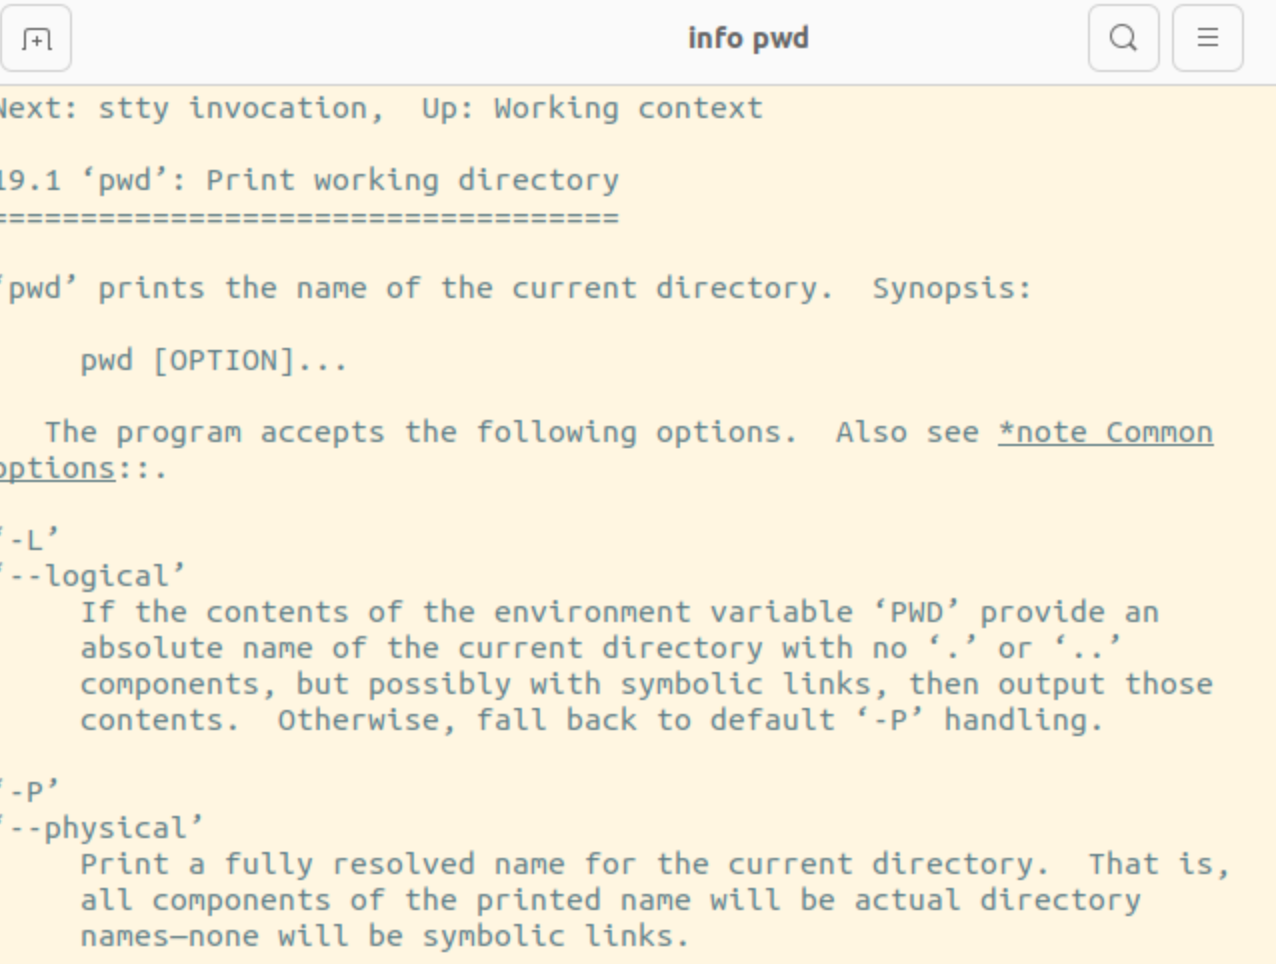 info pwd
Next: stty invocation,  Up: Working context
19.1 ‘pwd’: Print working directory
===================================
‘pwd’ prints the name of the current directory.  Synopsis:
     pwd [OPTION]...
   The program accepts the following options.  Also see *note Common
options::.
‘-L’
‘--logical’
     If the contents of the environment variable ‘PWD’ provide an
     absolute name of the current directory with no ‘.’ or ‘..’
     components, but possibly with symbolic links, then output those
     contents.  Otherwise, fall back to default ‘-P’ handling.
‘-P’
‘--physical’
     Print a fully resolved name for the current directory.  That is,
     all components of the printed name will be actual directory
     names—none will be symbolic links.